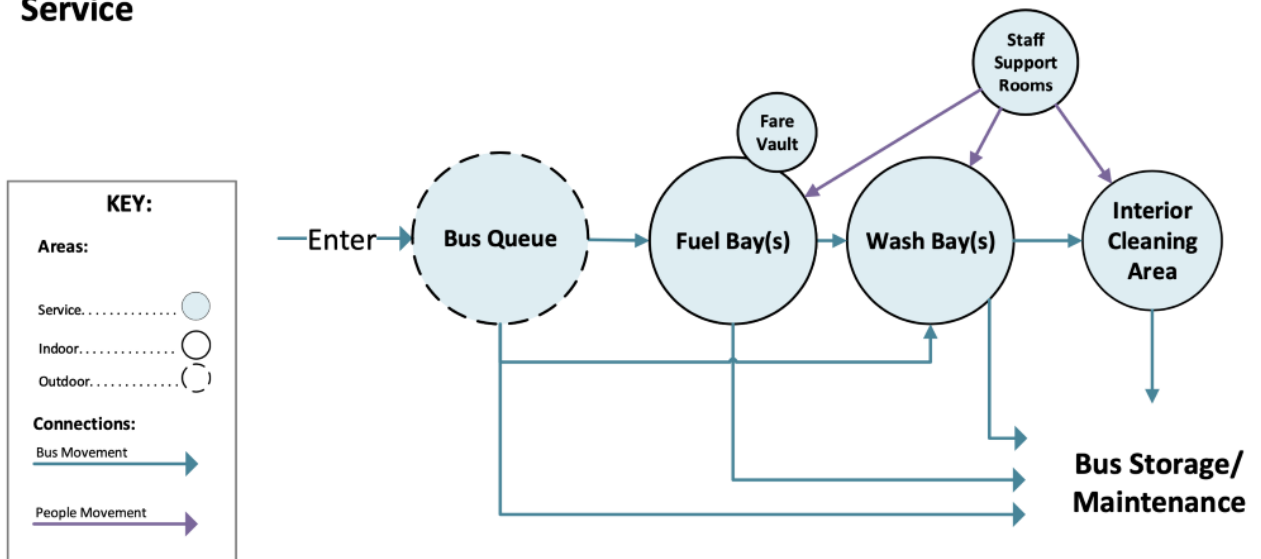 Service
Staff
Support
Rooms
Fare
Vault
Enter
Bus Queue
Fuel Bay(s)
Wash Bay(s)
Interior
Cleaning
Area
Bus Storage/
Maintenance
KEY:
Areas:
Service..............
Indoor...............
Outdoor.............
Connections:
Bus Movement
People Movement